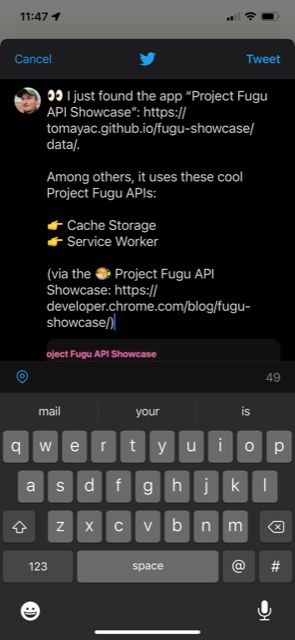 11:47
Cancel
Tweet
👀 I just found the app “Project Fugu
API Showcase”: https://
tomayac.github.io/fugu-showcase/
data/.
Among others, it uses these cool
Project Fugu APIs:
👉 Cache Storage
👉 Service Worker
(via the 🐡 Project Fugu API
Showcase: https://
developer.chrome.com/blog/fugu-
showcase/)
oject Fugu API Showcase
49
mail your is
q w e r t y u i o p
a s d f g h j k l
z x c v b n m
123 space @ #